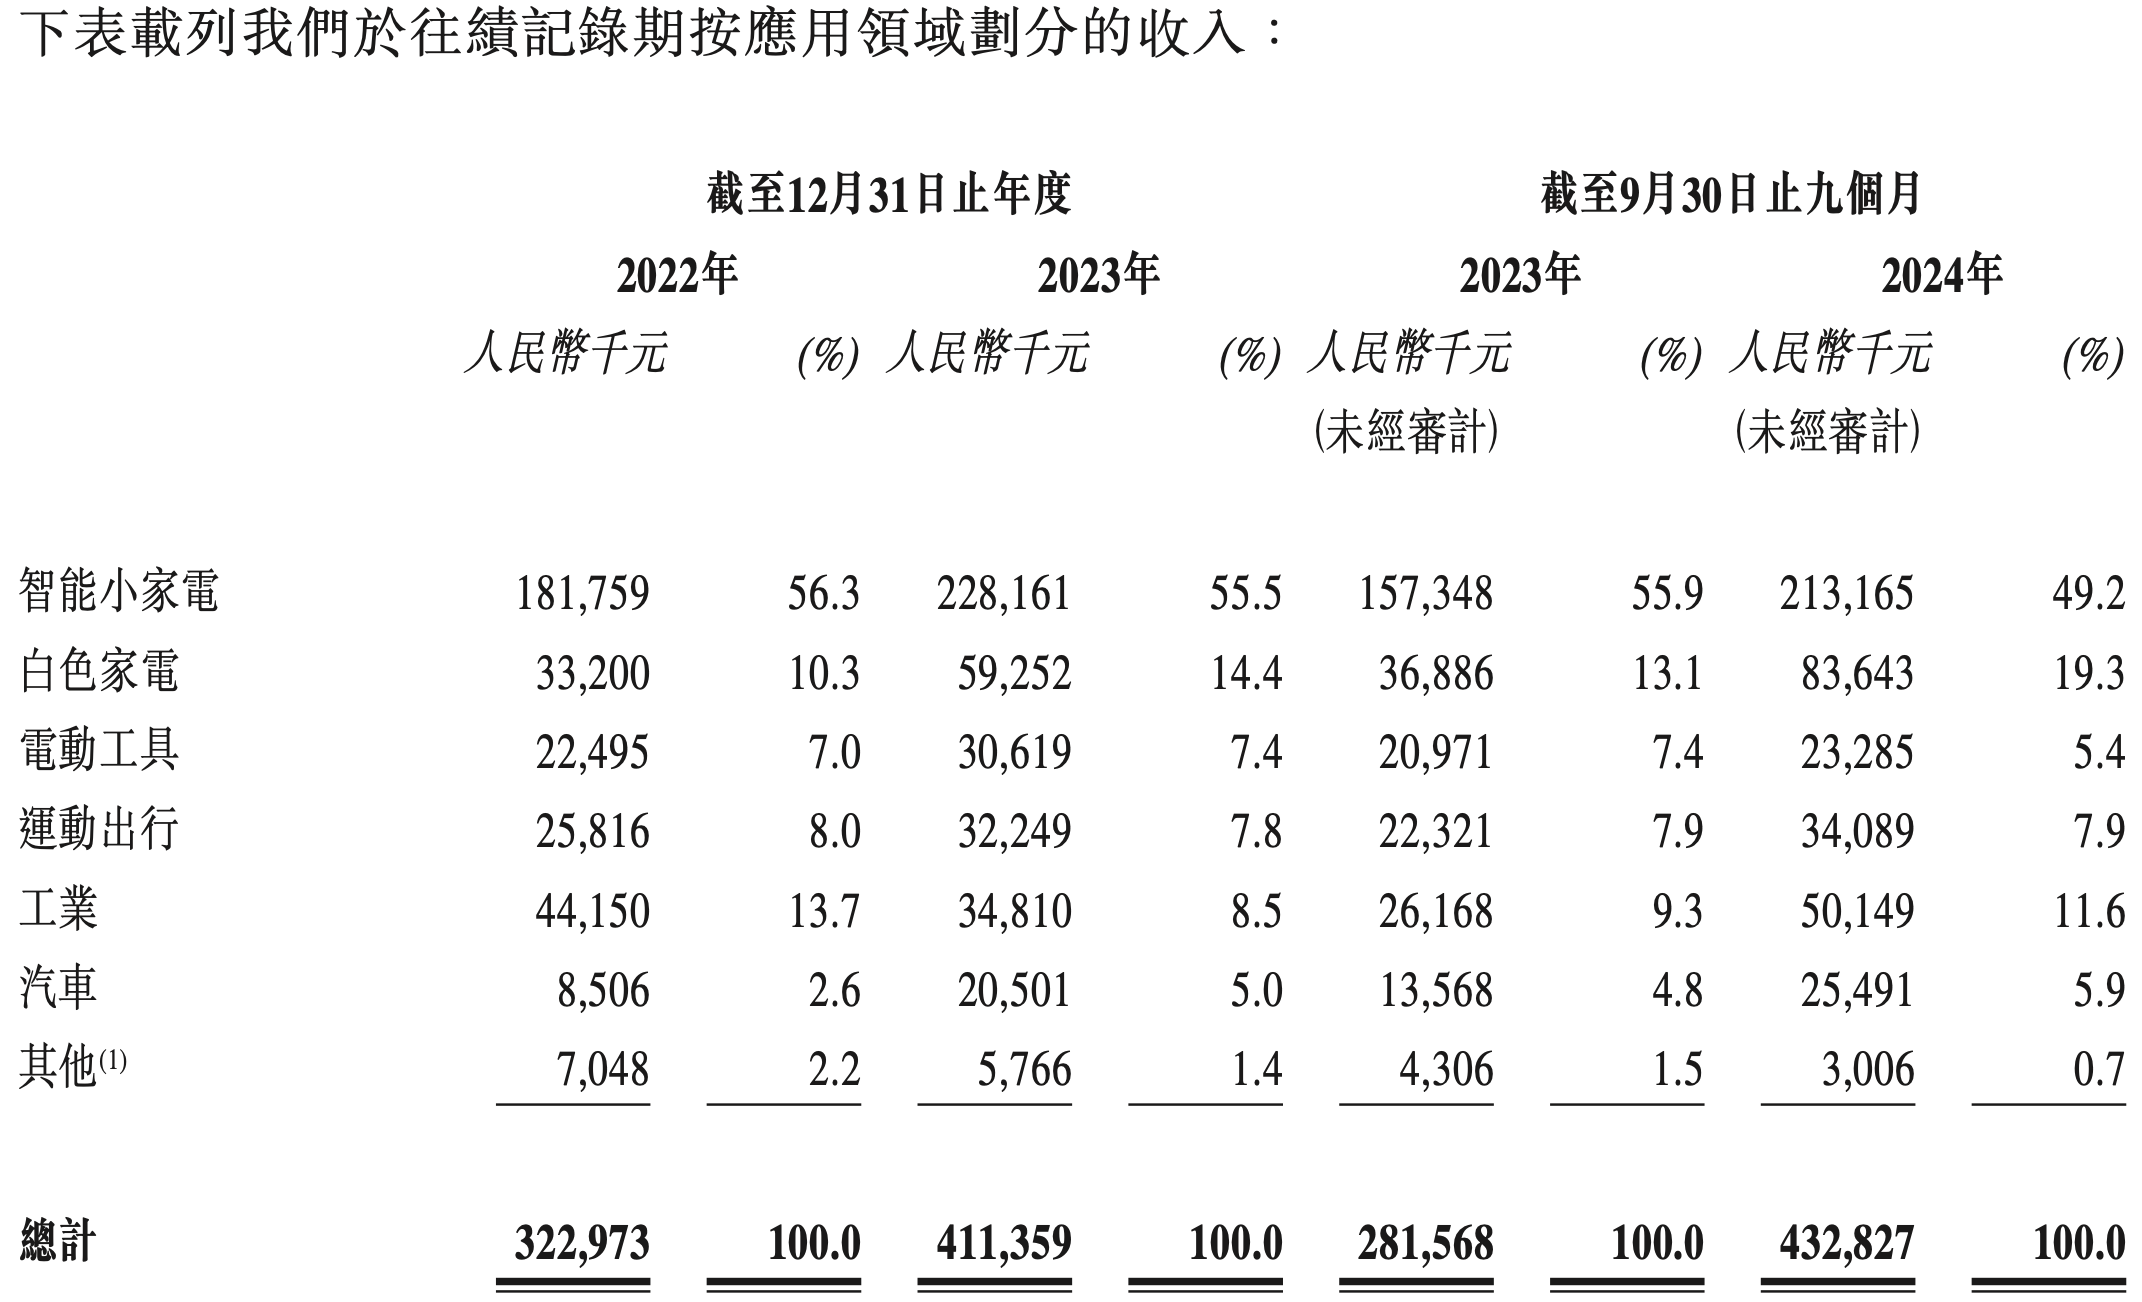 下表載列我們於往績記錄期按應用領域劃分的收入：
截至12月31日止年度 截至9月30日止九個月
2022年 2023年 2023年 2024年
人民幣千元 (%) 人民幣千元 (%) 人民幣千元 (%) 人民幣千元 (%)
(未經審計) (未經審計)
智能小家電 181,759 56.3 228,161 55.5 157,348 55.9 213,165 49.2
白色家電 33,200 10.3 59,252 14.4 36,886 13.1 83,643 19.3
電動工具 22,495 7.0 30,619 7.4 20,971 7.4 23,285 5.4
運動出行 25,816 8.0 32,249 7.8 22,321 7.9 34,089 7.9
工業 44,150 13.7 34,810 8.5 26,168 9.3 50,149 11.6
汽車 8,506 2.6 20,501 5.0 13,568 4.8 25,491 5.9
其他(1) 7,048 2.2 5,766 1.4 4,306 1.5 3,006 0.7
總計 322,973 100.0 411,359 100.0 281,568 100.0 432,827 100.0